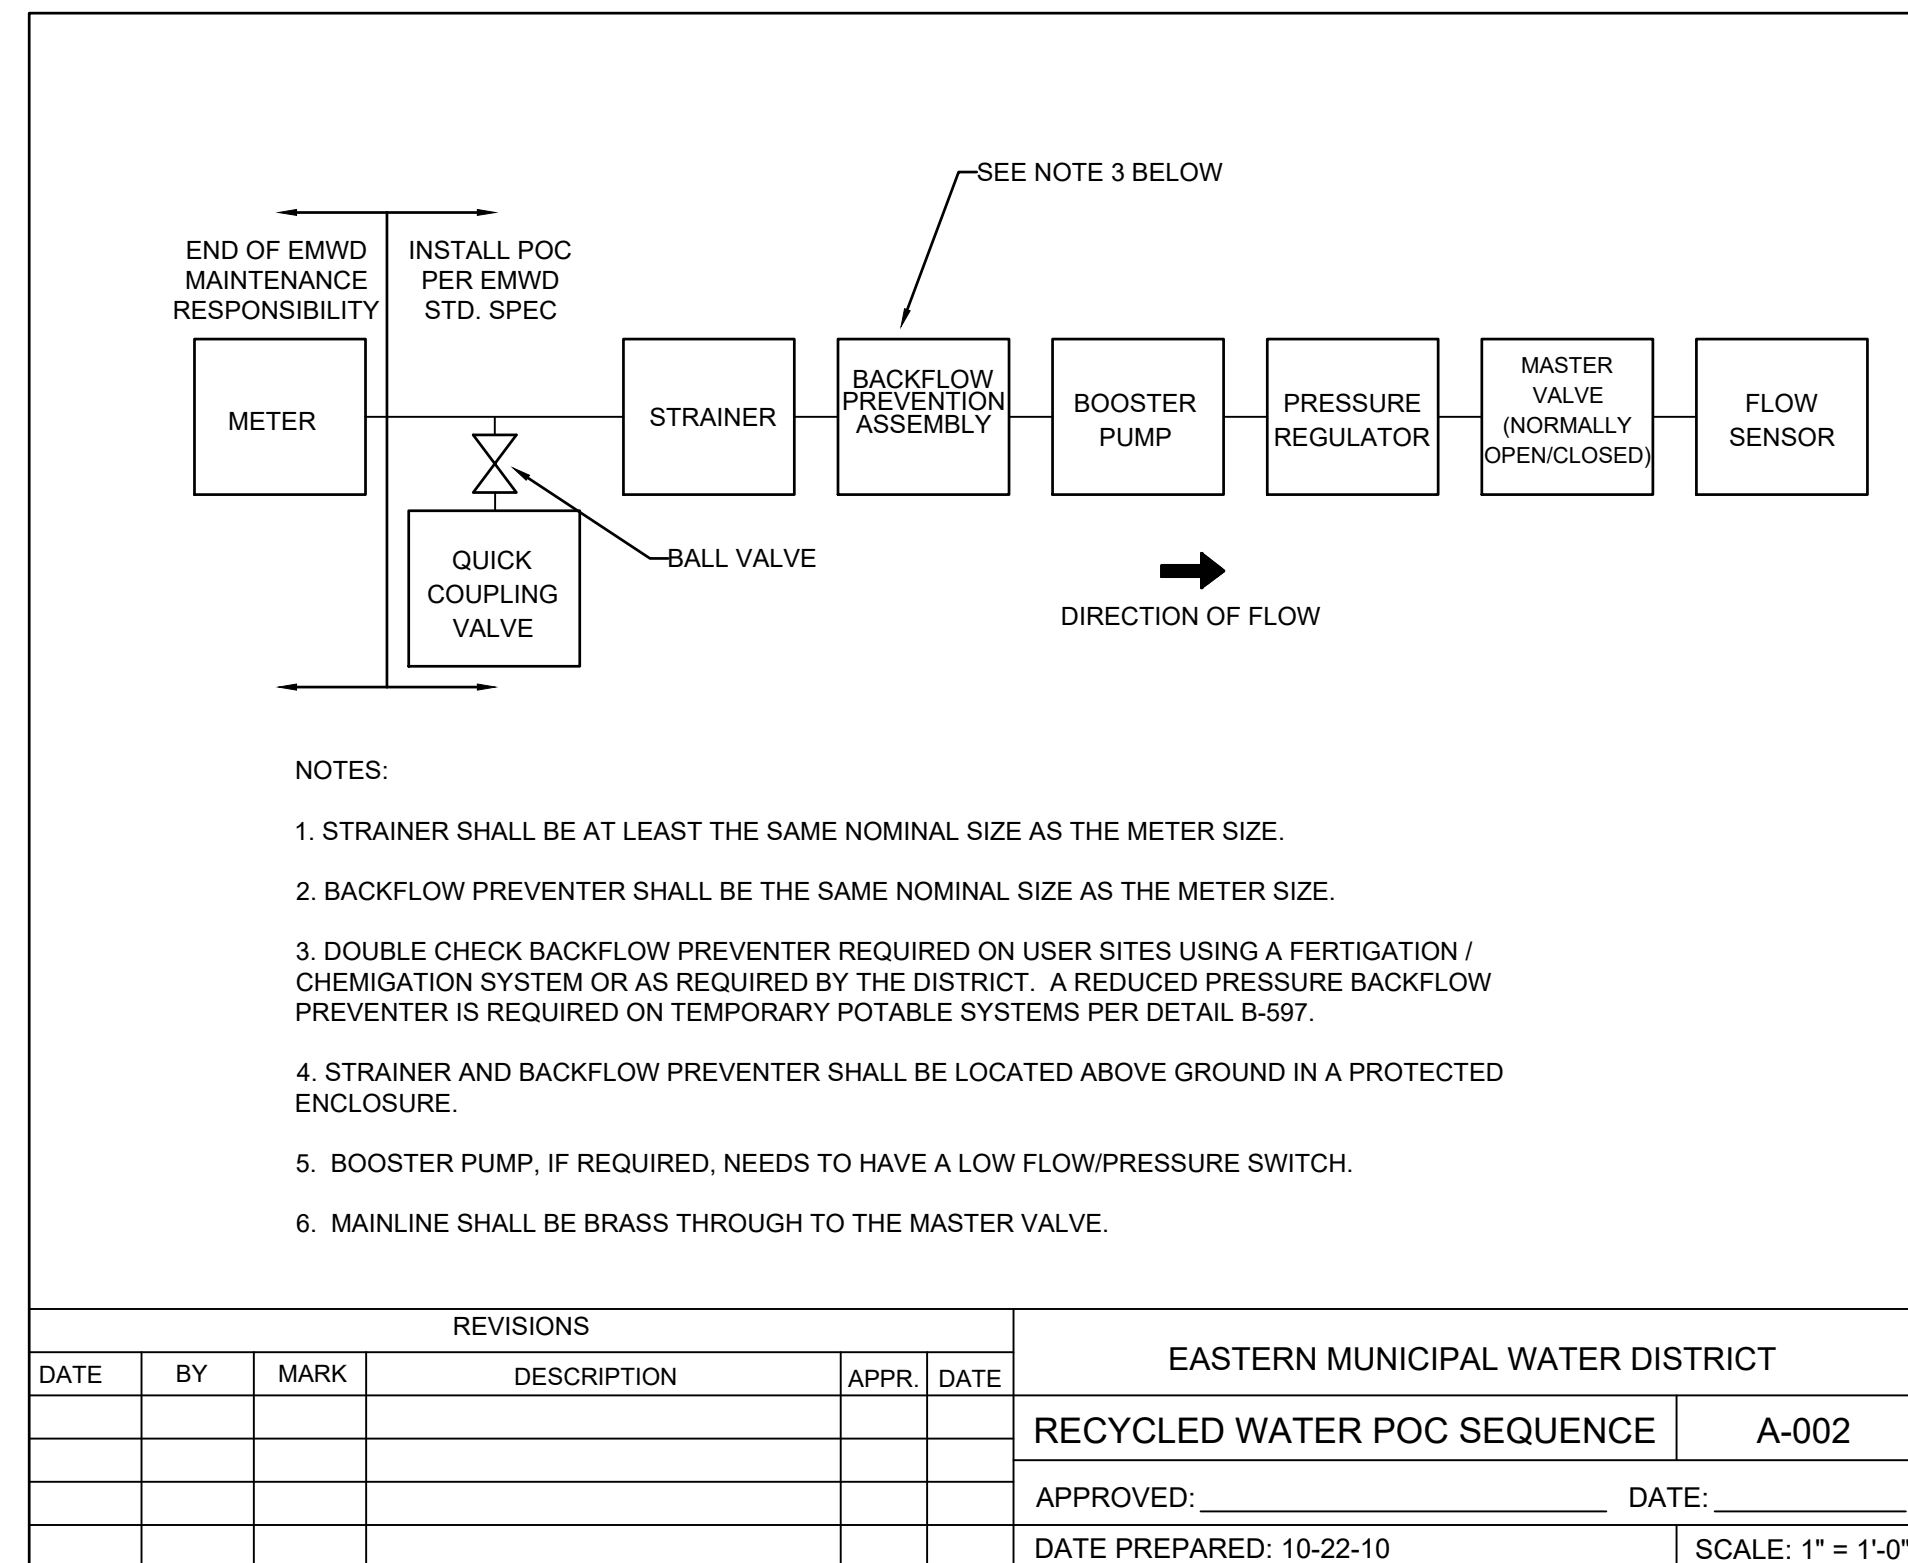 SEE NOTE 3 BELOW
END OF EMWD
MAINTENANCE
RESPONSIBILITY
INSTALL POC
PER EMWD
STD. SPEC
METER
STRAINER
BACKFLOW
PREVENTION
ASSEMBLY
BOOSTER
PUMP
PRESSURE
REGULATOR
MASTER
VALVE
(NORMALLY
OPEN/CLOSED)
FLOW
SENSOR
QUICK
COUPLING
VALVE
BALL VALVE
DIRECTION OF FLOW
NOTES:
1. STRAINER SHALL BE AT LEAST THE SAME NOMINAL SIZE AS THE METER SIZE.
2. BACKFLOW PREVENTER SHALL BE THE SAME NOMINAL SIZE AS THE METER SIZE.
3. DOUBLE CHECK BACKFLOW PREVENTER REQUIRED ON USER SITES USING A FERTIGATION /
CHEMIGATION SYSTEM OR AS REQUIRED BY THE DISTRICT. A REDUCED PRESSURE BACKFLOW
PREVENTER IS REQUIRED ON TEMPORARY POTABLE SYSTEMS PER DETAIL B-597.
4. STRAINER AND BACKFLOW PREVENTER SHALL BE LOCATED ABOVE GROUND IN A PROTECTED
ENCLOSURE.
5. BOOSTER PUMP, IF REQUIRED, NEEDS TO HAVE A LOW FLOW/PRESSURE SWITCH.
6. MAINLINE SHALL BE BRASS THROUGH TO THE MASTER VALVE.
REVISIONS
DATE BY MARK DESCRIPTION APPR. DATE
EASTERN MUNICIPAL WATER DISTRICT
RECYCLED WATER POC SEQUENCE A-002
APPROVED: DATE:
DATE PREPARED: 10-22-10 SCALE: 1" = 1'-0"